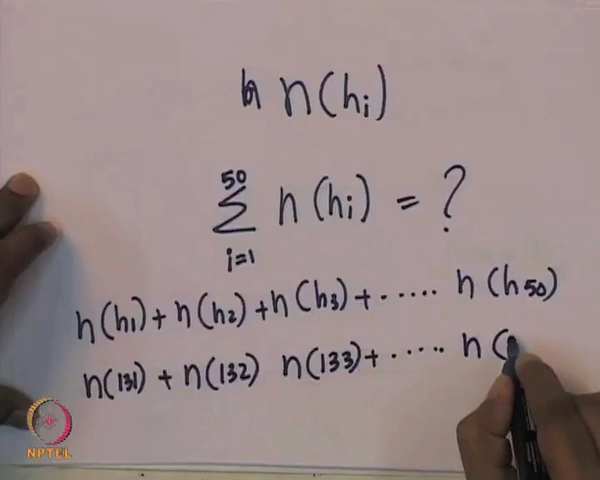 n(hi)
50
∑ n(hi) = ?
i=1
n(h1) + n(h2) + n(h3) + ..... n(h50)
n(131) + n(132) n(133) + ..... n(
NPTEL